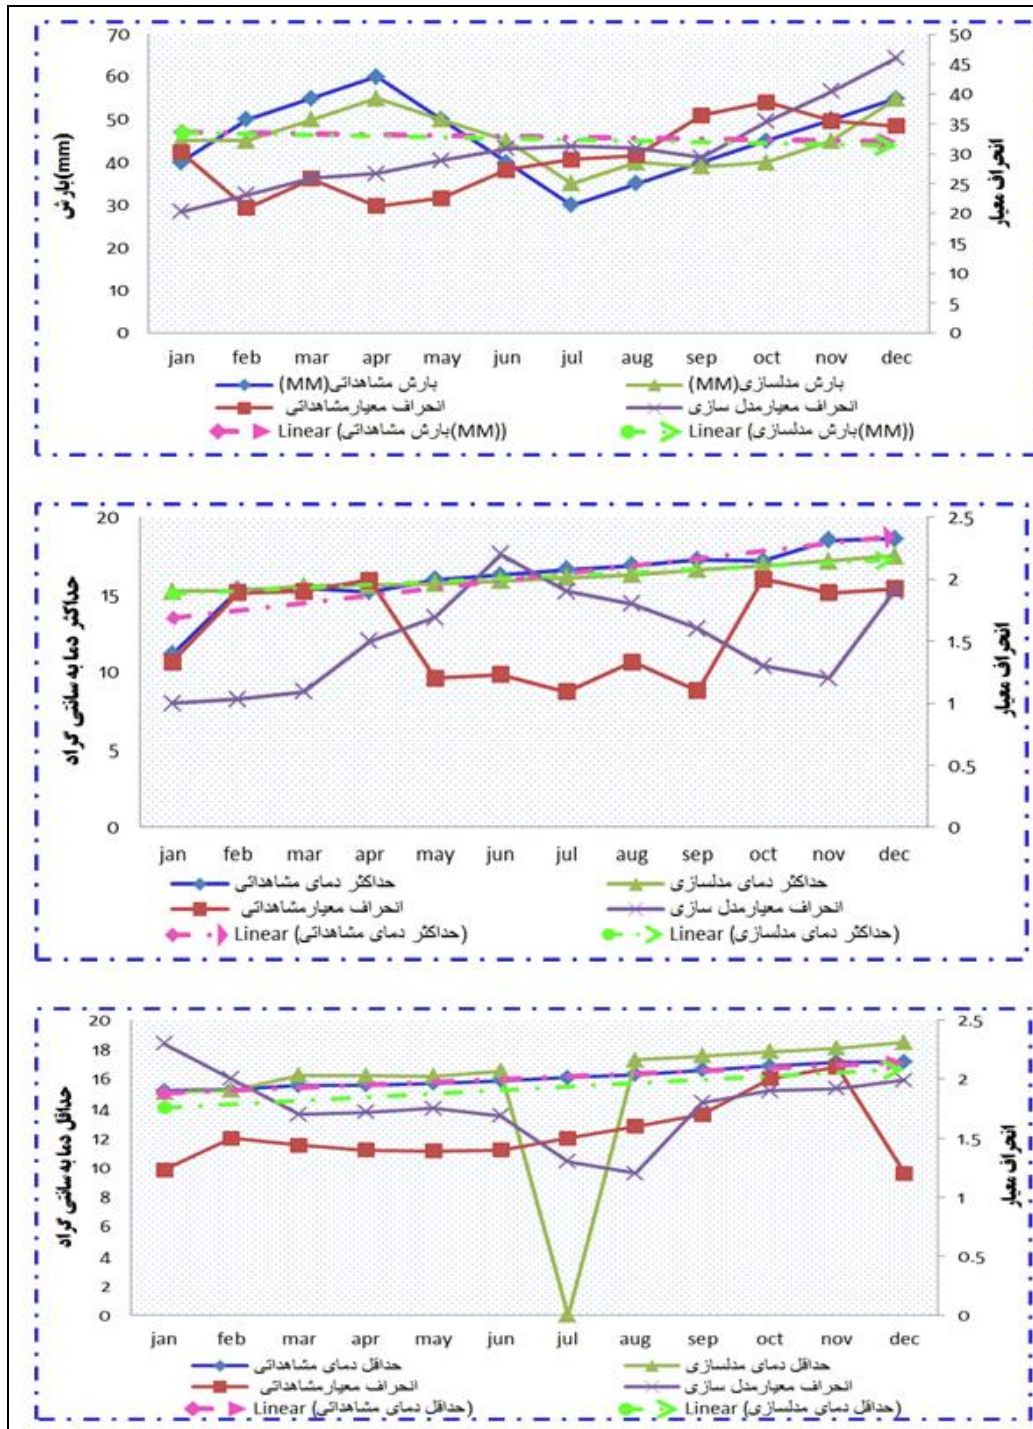 70
60
50
40
30
20
10
0
بارش(mm)
50
45
40
35
30
25
20
15
10
5
0
انحراف معیار
jan feb mar apr may jun jul aug sep oct nov dec
بارش مشاهداتی(MM) بارش مدلسازی(MM)
انحراف معیارمشاهداتی انحراف معیارمدل سازی
Linear (بارش مشاهداتی(MM)) Linear (بارش مدلسازی(MM))
20
15
10
5
0
حداکثر دما به سانتی گراد
2.5
2
1.5
1
0.5
0
انحراف معیار
jan feb mar apr may jun jul aug sep oct nov dec
حداکثر دمای مشاهداتی حداکثر دمای مدلسازی
انحراف معیارمشاهداتی انحراف معیارمدل سازی
Linear (حداکثر دمای مشاهداتی) Linear (حداکثر دمای مدلسازی)
20
18
16
14
12
10
8
6
4
2
0
حداقل دما به سانتی گراد
2.5
2
1.5
1
0.5
0
انحراف معیار
jan feb mar apr may jun jul aug sep oct nov dec
حداقل دمای مشاهداتی حداقل دمای مدلسازی
انحراف معیارمشاهداتی انحراف معیارمدل سازی
Linear (حداقل دمای مشاهداتی) Linear (حداقل دمای مدلسازی)